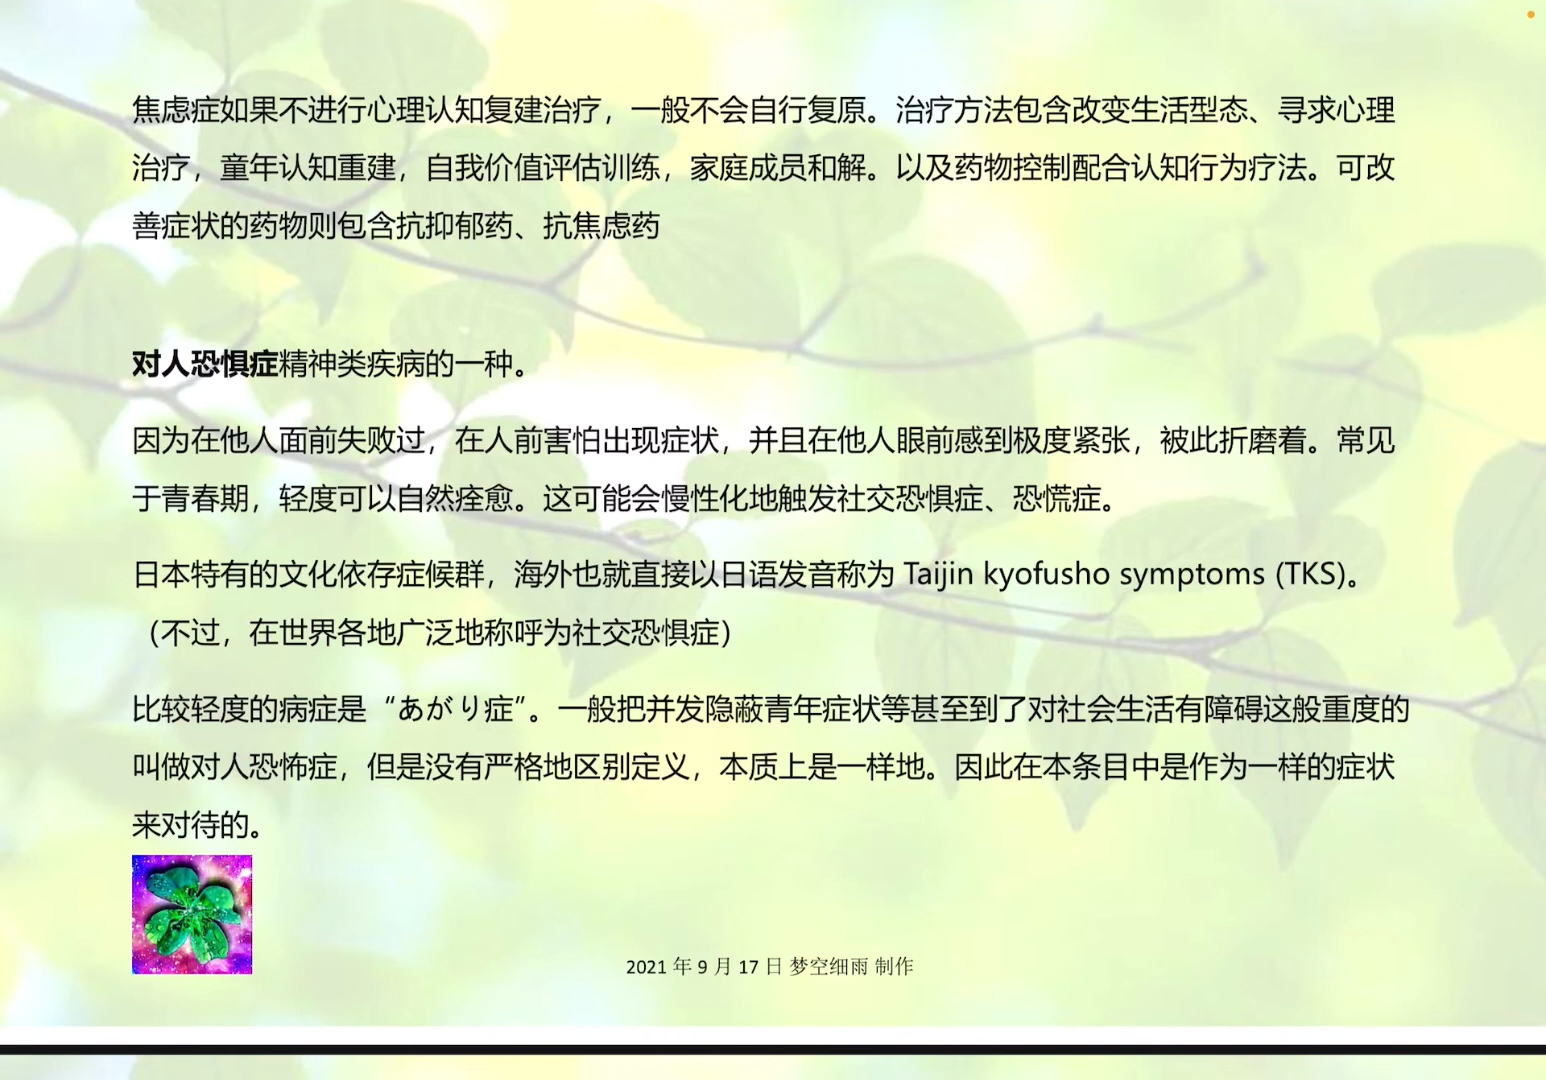 焦虑症如果不进行心理认知复建治疗，一般不会自行复原。治疗方法包含改变生活型态、寻求心理
治疗，童年认知重建，自我价值评估训练，家庭成员和解。以及药物控制配合认知行为疗法。可改
善症状的药物则包含抗抑郁药、抗焦虑药
对人恐惧症精神类疾病的一种。
因为在他人面前失败过，在人前害怕出现症状，并且在他人眼前感到极度紧张，被此折磨着。常见
于青春期，轻度可以自然痊愈。这可能会慢性化地触发社交恐惧症、恐慌症。
日本特有的文化依存症候群，海外也就直接以日语发音称为 Taijin kyofusho symptoms (TKS)。
（不过，在世界各地广泛地称呼为社交恐惧症）
比较轻度的病症是“あがり症”。一般把并发隐蔽青年症状等甚至到了对社会生活有障碍这般重度的
叫做对人恐怖症，但是没有严格地区别定义，本质上是一样地。因此在本条目中是作为一样的症状
来对待的。
2021 年 9 月 17 日 梦空细雨 制作